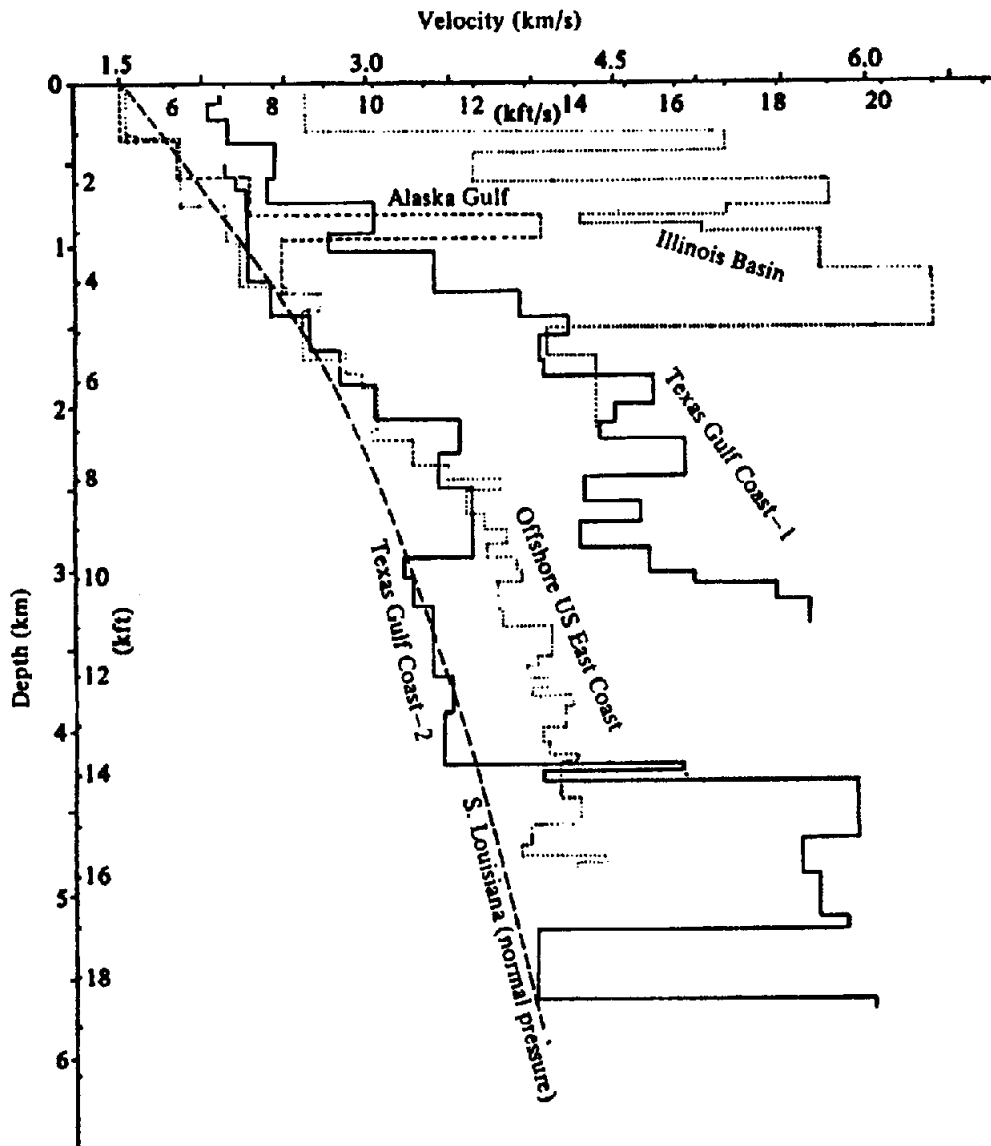 Velocity (km/s)
1.5 3.0 4.5 6.0
0
6 8 10 12 (kft/s) 14 16 18 20
2
Alaska Gulf
Illinois Basin
1
4
6
2
Texas Gulf Coast–1
8
Offshore US East Coast
Texas Gulf Coast–2
3 10
Depth (km)
(kft)
12
4
14
S. Louisiana (normal pressure)
16
5
18
6